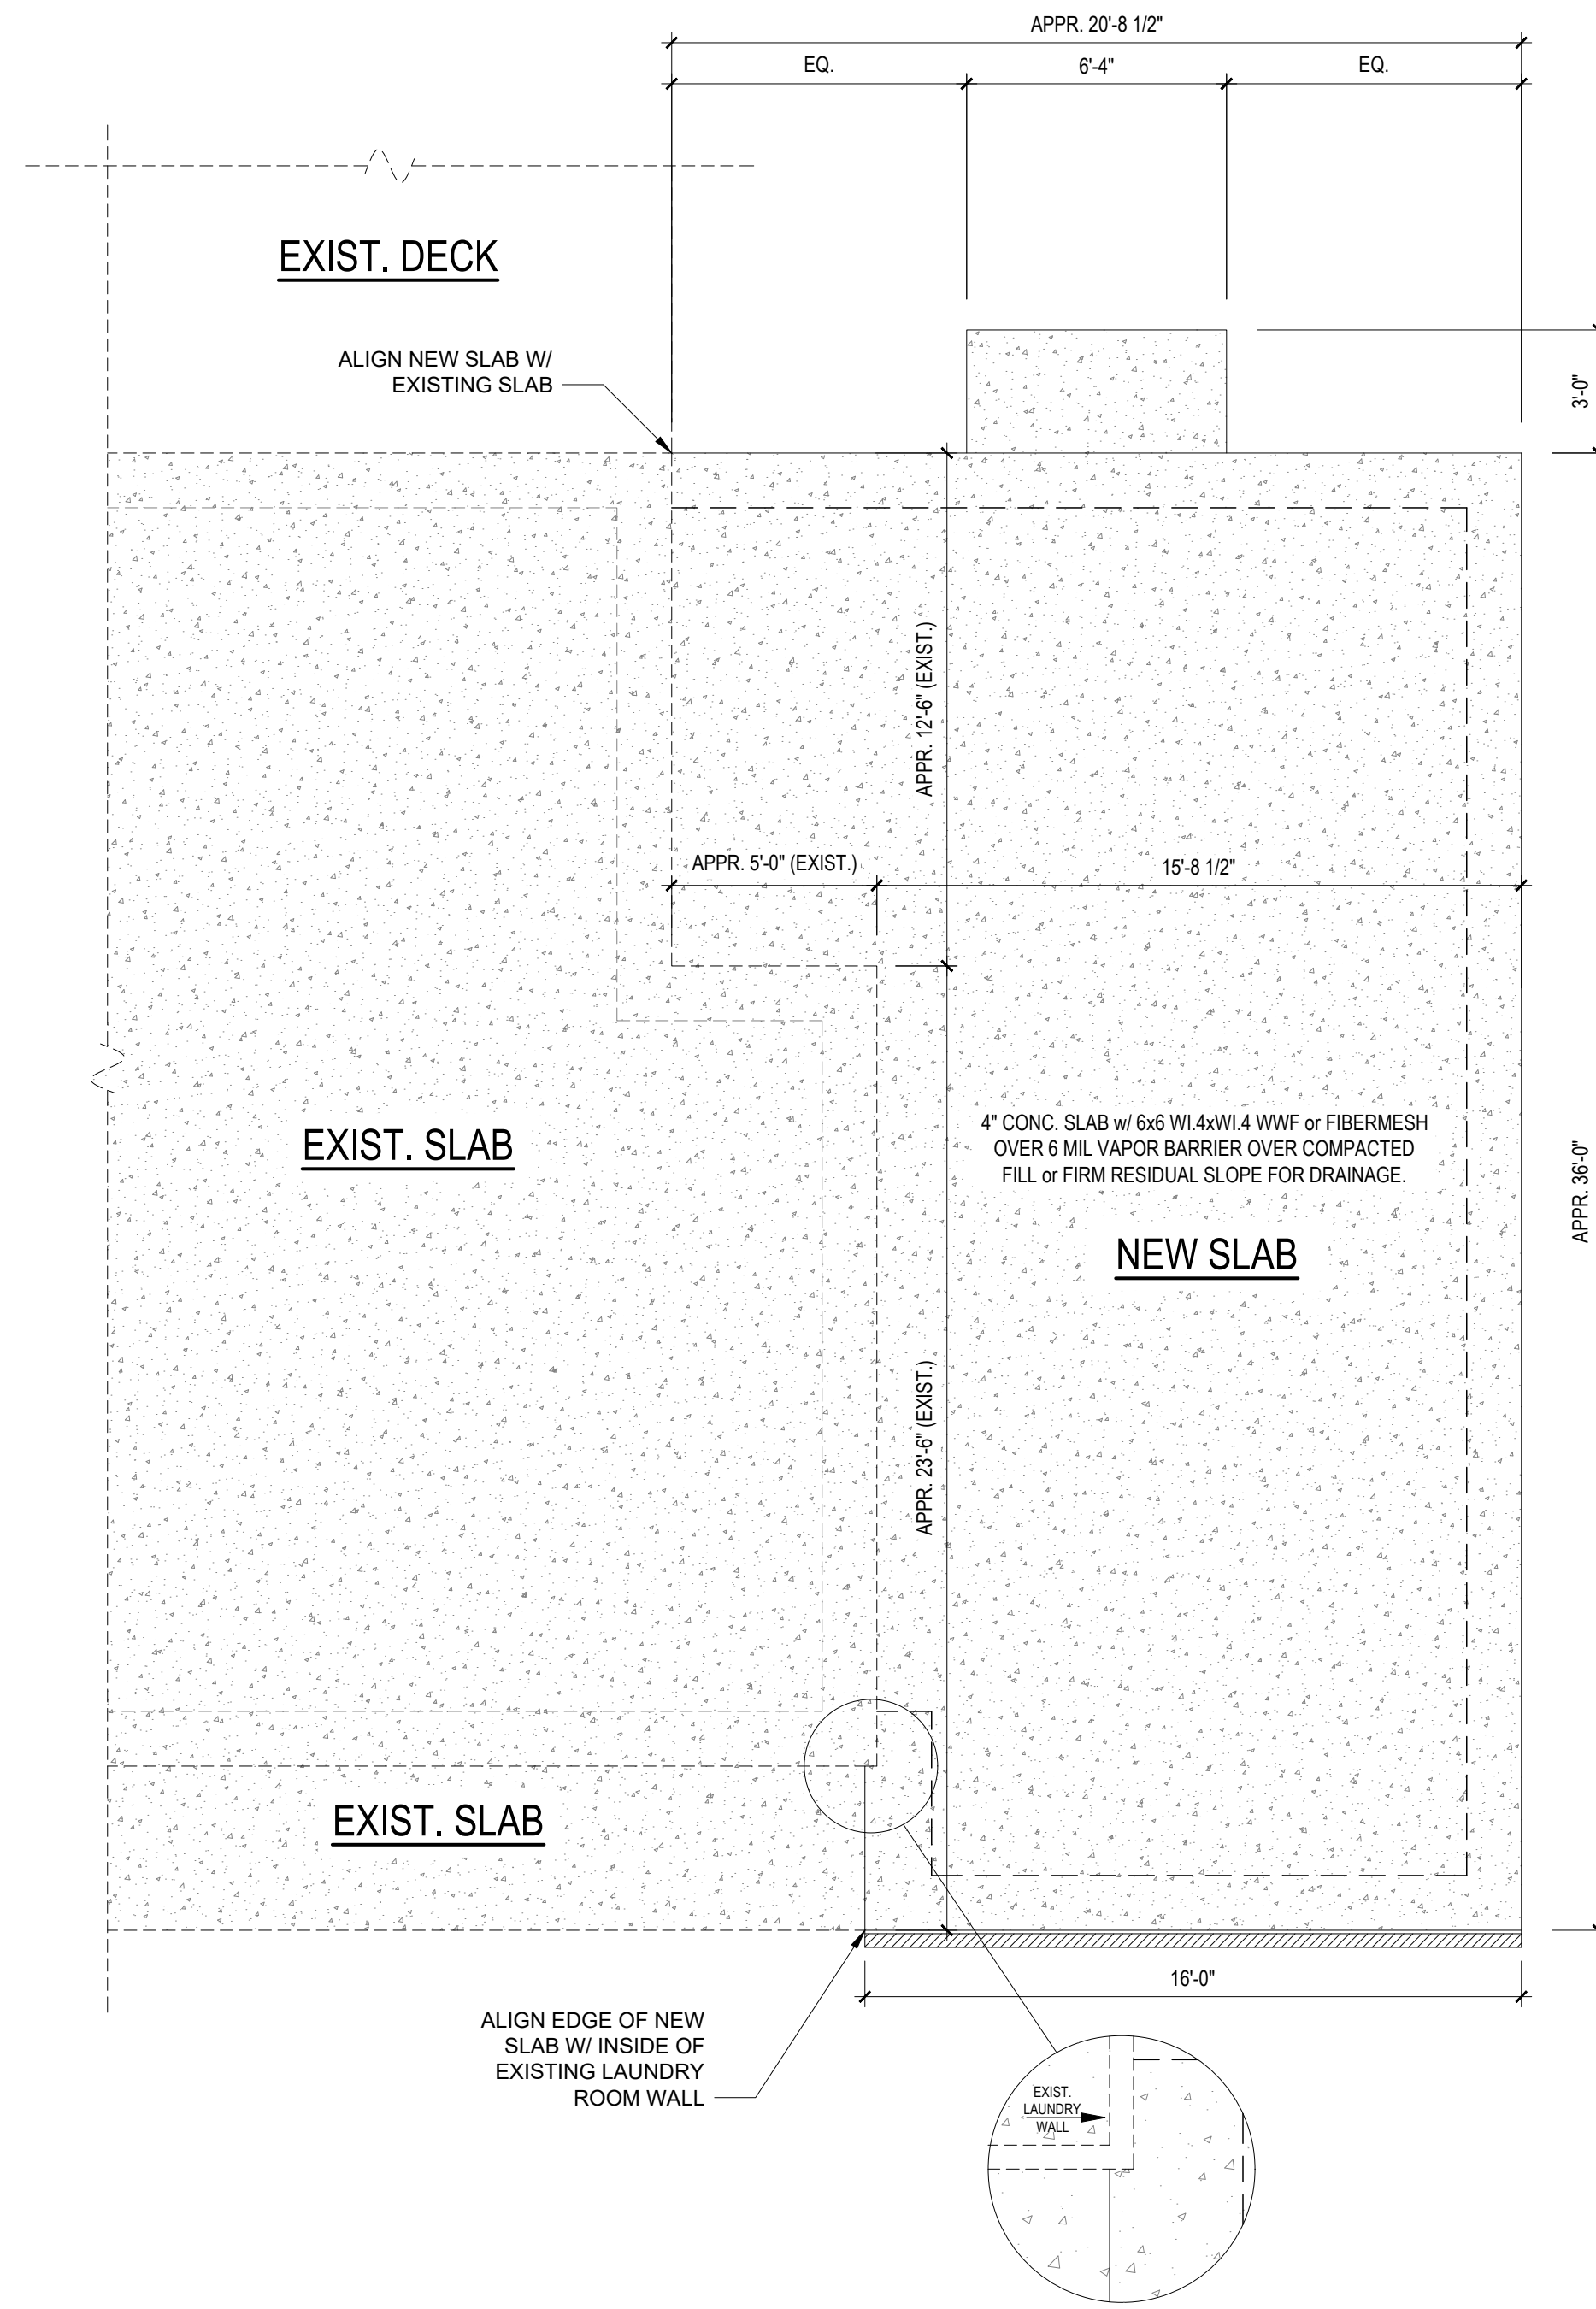 APPR. 20'-8 1/2"
EQ.
6'-4"
EQ.
EXIST. DECK
ALIGN NEW SLAB W/
EXISTING SLAB
3'-0"
APPR. 12'-6" (EXIST.)
APPR. 5'-0" (EXIST.)
15'-8 1/2"
EXIST. SLAB
4" CONC. SLAB w/ 6x6 WI.4xWI.4 WWF or FIBERMESH
OVER 6 MIL VAPOR BARRIER OVER COMPACTED
FILL or FIRM RESIDUAL SLOPE FOR DRAINAGE.
NEW SLAB
APPR. 36'-0"
APPR. 23'-6" (EXIST.)
EXIST. SLAB
16'-0"
ALIGN EDGE OF NEW
SLAB W/ INSIDE OF
EXISTING LAUNDRY
ROOM WALL
EXIST.
LAUNDRY
WALL